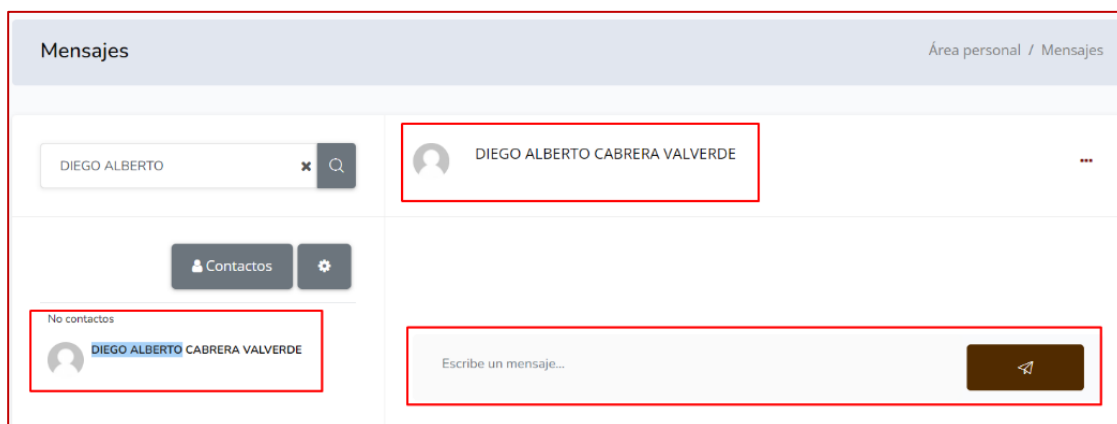 Mensajes
Área personal / Mensajes
DIEGO ALBERTO
DIEGO ALBERTO CABRERA VALVERDE
Contactos
No contactos
DIEGO ALBERTO CABRERA VALVERDE
Escribe un mensaje...